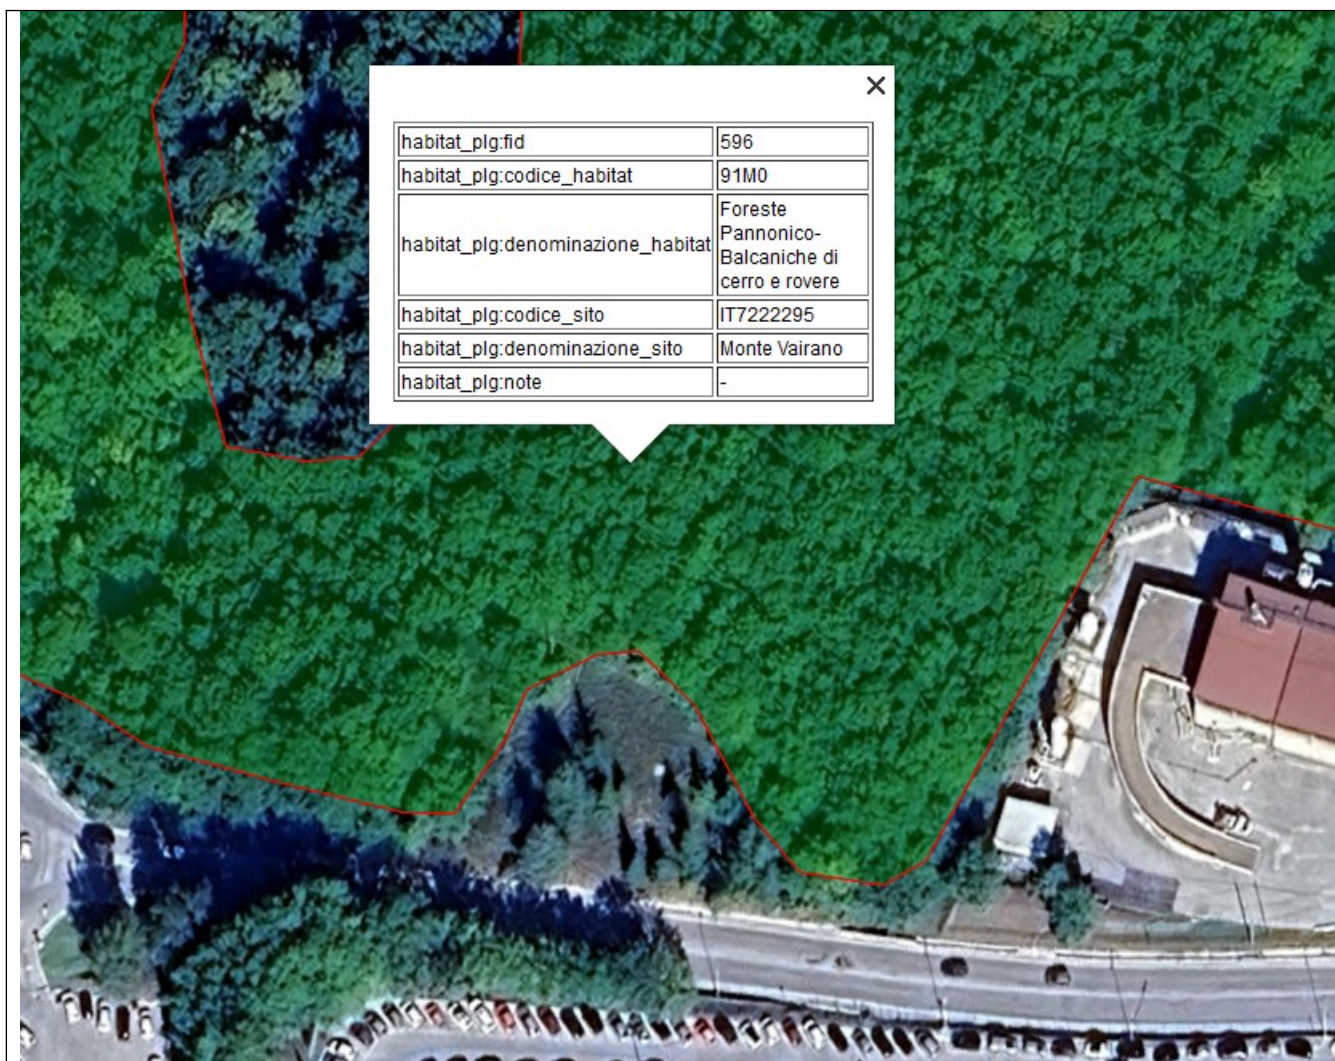 habitat_plg:fid 596
habitat_plg:codice_habitat 91M0
habitat_plg:denominazione_habitat Foreste
Pannonico-
Balcaniche di
cerro e rovere
habitat_plg:codice_sito IT7222295
habitat_plg:denominazione_sito Monte Vairano
habitat_plg:note -